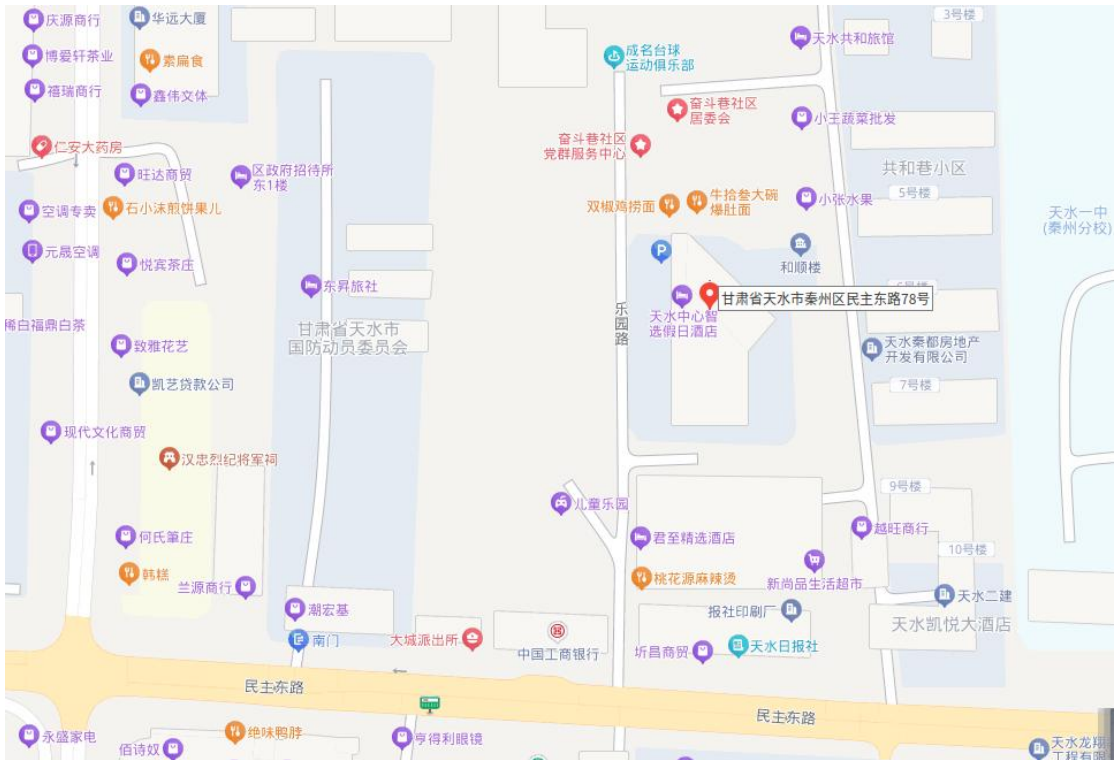 庆源商行
华远大厦
3号楼
天水共和旅馆
成名台球
运动俱乐部
博爱轩茶业
素扁食
禧瑞商行
鑫伟文体
奋斗巷社区
居委会
小王蔬菜批发
仁安大药房
奋斗巷社区
党群服务中心
旺达商贸
区政府招待所
东1楼
共和巷小区
5号楼
空调专卖
石小沫煎饼果儿
双椒鸡捞面
牛拾叁大碗
爆肚面
小张水果
天水一中
(秦州分校)
元晟空调
悦宾茶庄
P
和顺楼
东昇旅社
甘肃省天水市秦州区民主东路78号
乐园路
天水中心智
选假日酒店
稀白福鼎白茶
甘肃省天水市
国防动员委员会
致雅花艺
天水秦都房地产
开发有限公司
凯艺贷款公司
7号楼
现代文化商贸
汉忠烈纪将军祠
9号楼
儿童乐园
何氏筆庄
君至精选酒店
越旺商行
10号楼
韩糕
兰源商行
桃花源麻辣烫
新尚品生活超市
天水二建
潮宏基
报社印刷厂
天水凯悦大酒店
南门
大城派出所
中国工商银行
圻昌商贸
天水日报社
民主东路
民主东路
永盛家电
绝味鸭脖
佰诗奴
亨得利眼镜
天水龙翔
工程有限